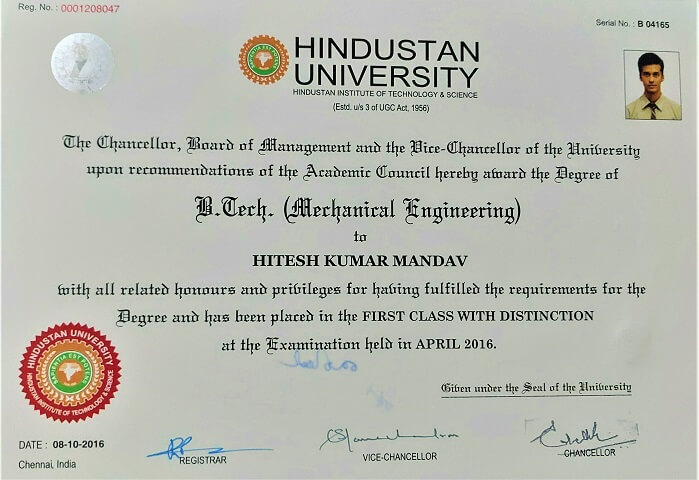 Reg. No. : 0001208047
Serial No. : B 04165
HINDUSTAN
UNIVERSITY
HINDUSTAN INSTITUTE OF TECHNOLOGY & SCIENCE
(Estd. u/s 3 of UGC Act, 1956)
The Chancellor, Board of Management and the Vice-Chancellor of the University
upon recommendations of the Academic Council hereby award the Degree of
B.Tech. (Mechanical Engineering)
to
HITESH KUMAR MANDAV
with all related honours and privileges for having fulfilled the requirements for the
Degree and has been placed in the FIRST CLASS WITH DISTINCTION
at the Examination held in APRIL 2016.
Given under the Seal of the University
HINDUSTAN UNIVERSITY
SAPIENTIA EST POTENTIA
HINDUSTAN INSTITUTE OF TECHNOLOGY & SCIENCE
DATE : 08-10-2016
Chennai, India
REGISTRAR
VICE-CHANCELLOR
CHANCELLOR